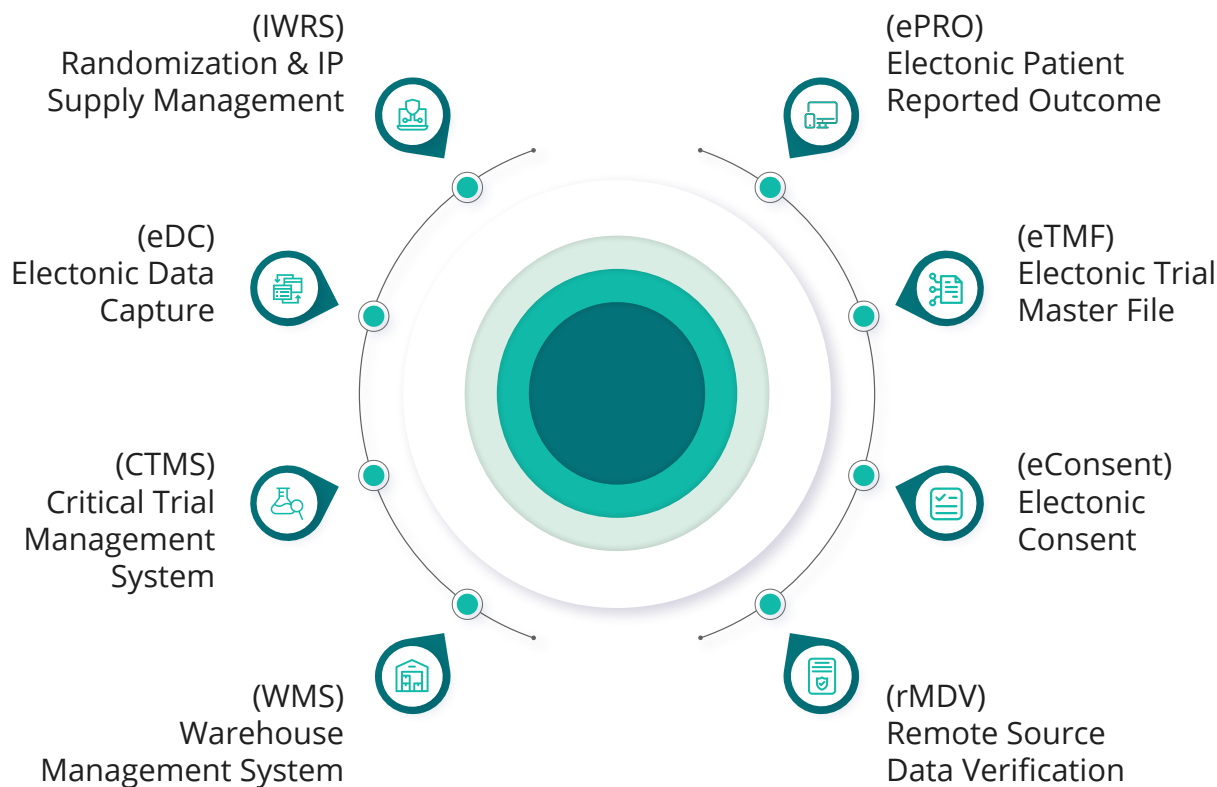 (IWRS)
Randomization & IP
Supply Management
(eDC)
Electonic Data
Capture
(CTMS)
Critical Trial
Management
System
(WMS)
Warehouse
Management System
(ePRO)
Electonic Patient
Reported Outcome
(eTMF)
Electonic Trial
Master File
(eConsent)
Electonic
Consent
(rMDV)
Remote Source
Data Verification